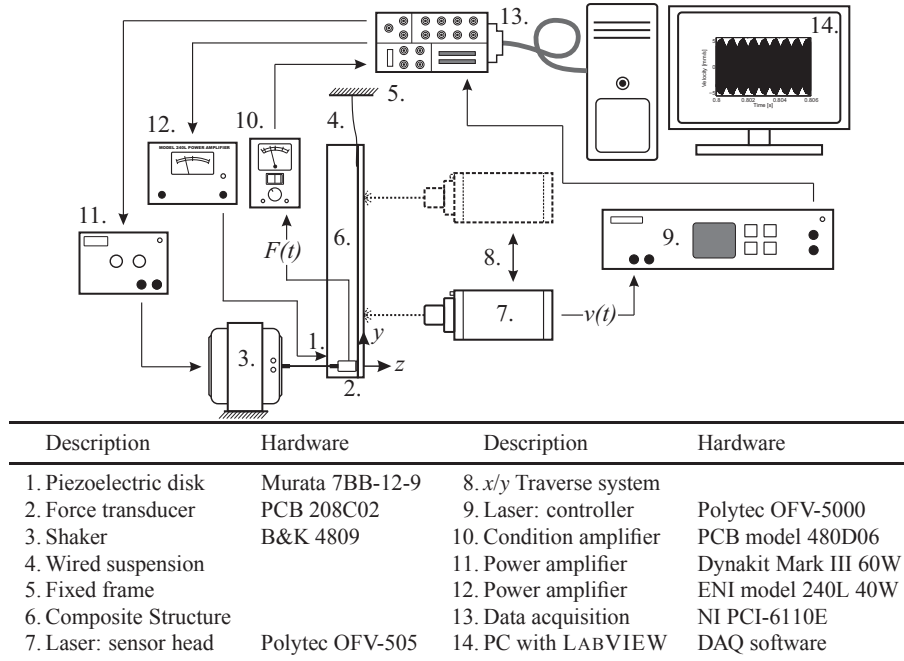 13.
14.
Velocity [mm/s]
5
0
−5
0.8 0.802 0.804 0.806
Time [s]
5.
12.
10.
4.
MODEL 240L POWER AMPLIFIER
11.
6.
F(t)
8.
9.
7.
v(t)
1.
y
3.
z
2.
Description Hardware Description Hardware
1. Piezoelectric disk Murata 7BB-12-9 8. x/y Traverse system
2. Force transducer PCB 208C02 9. Laser: controller Polytec OFV-5000
3. Shaker B&K 4809 10. Condition amplifier PCB model 480D06
4. Wired suspension 11. Power amplifier Dynakit Mark III 60W
5. Fixed frame 12. Power amplifier ENI model 240L 40W
6. Composite Structure 13. Data acquisition NI PCI-6110E
7. Laser: sensor head Polytec OFV-505 14. PC with LABVIEW DAQ software